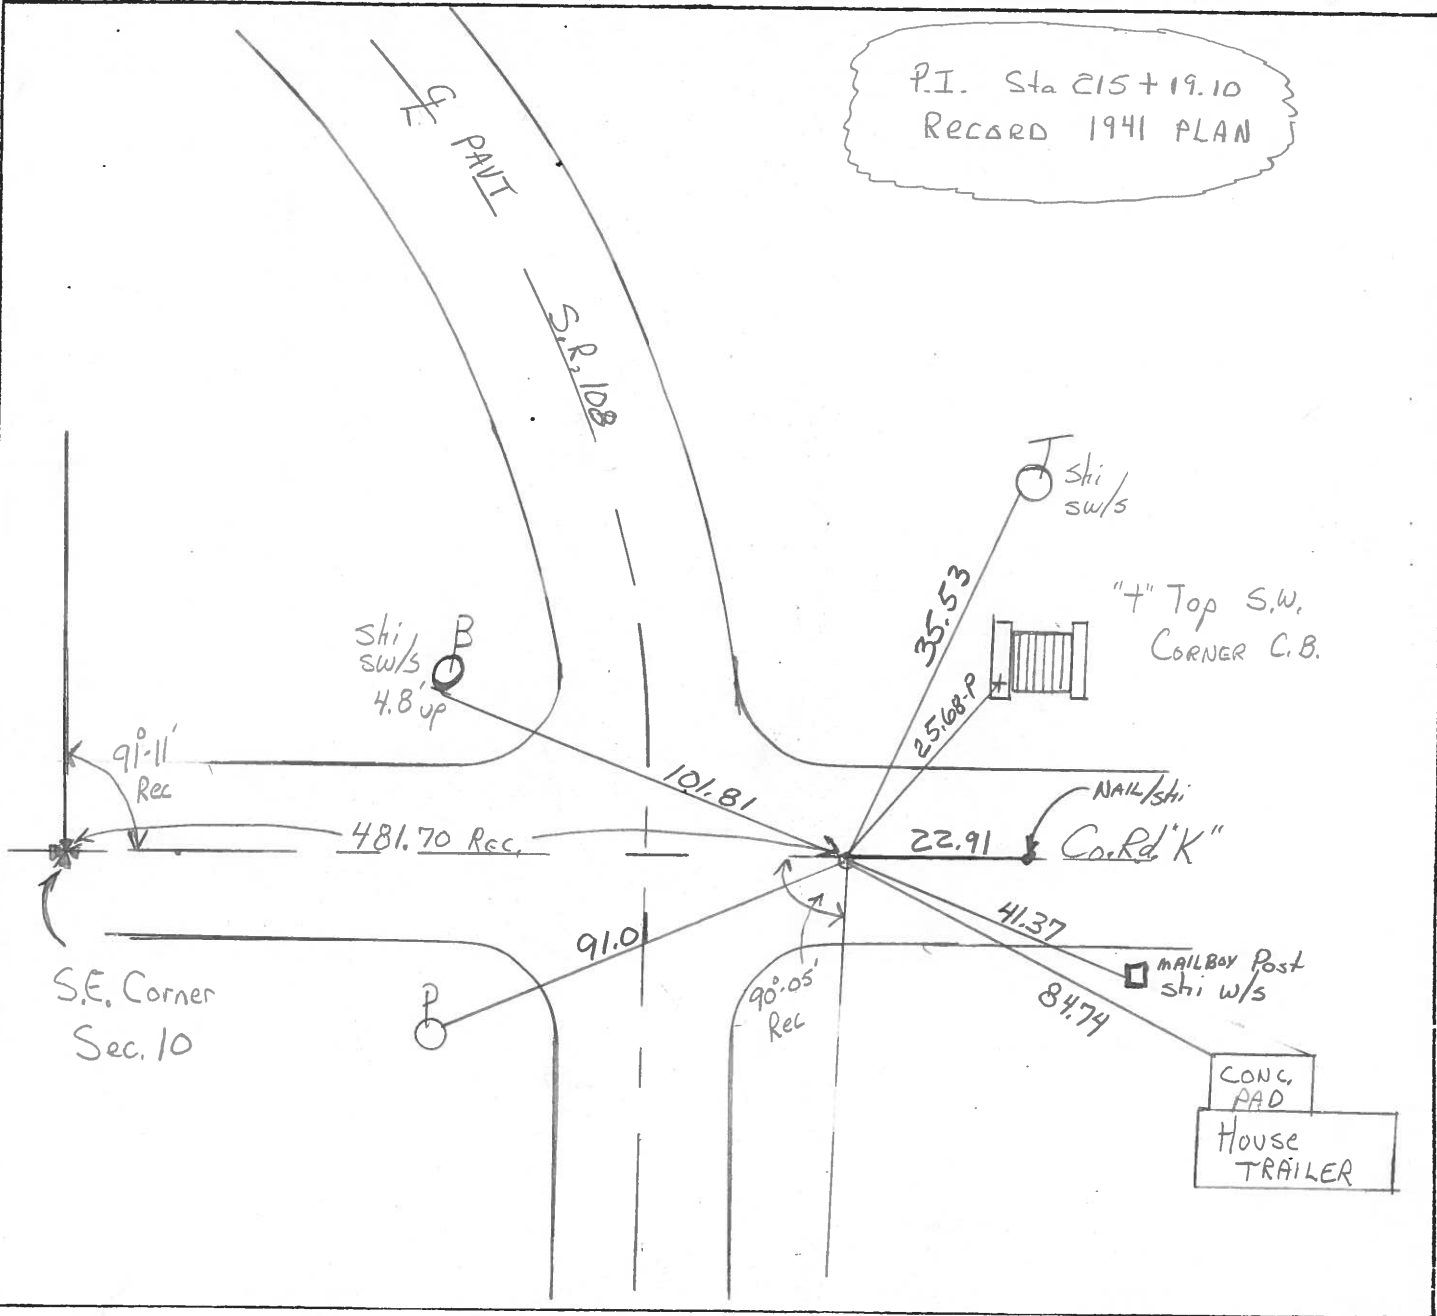 P.I. Sta 215+19.10
RECORD 1941 PLAN
℄ PAVT
S.R. 108
T
shi
sw/s
35.53
"+" Top S.W.
CORNER C.B.
25.68-P
B
shi
sw/s
4.8' up
101.81
91°-11'
Rec
481.70 REC.
22.91
NAIL/shi
Co. Rd. "K"
S.E. Corner
Sec. 10
91.01
P
90°-05'
Rec
41.37
MAILBOX Post
shi w/s
84.74
CONC.
PAD
House
TRAILER